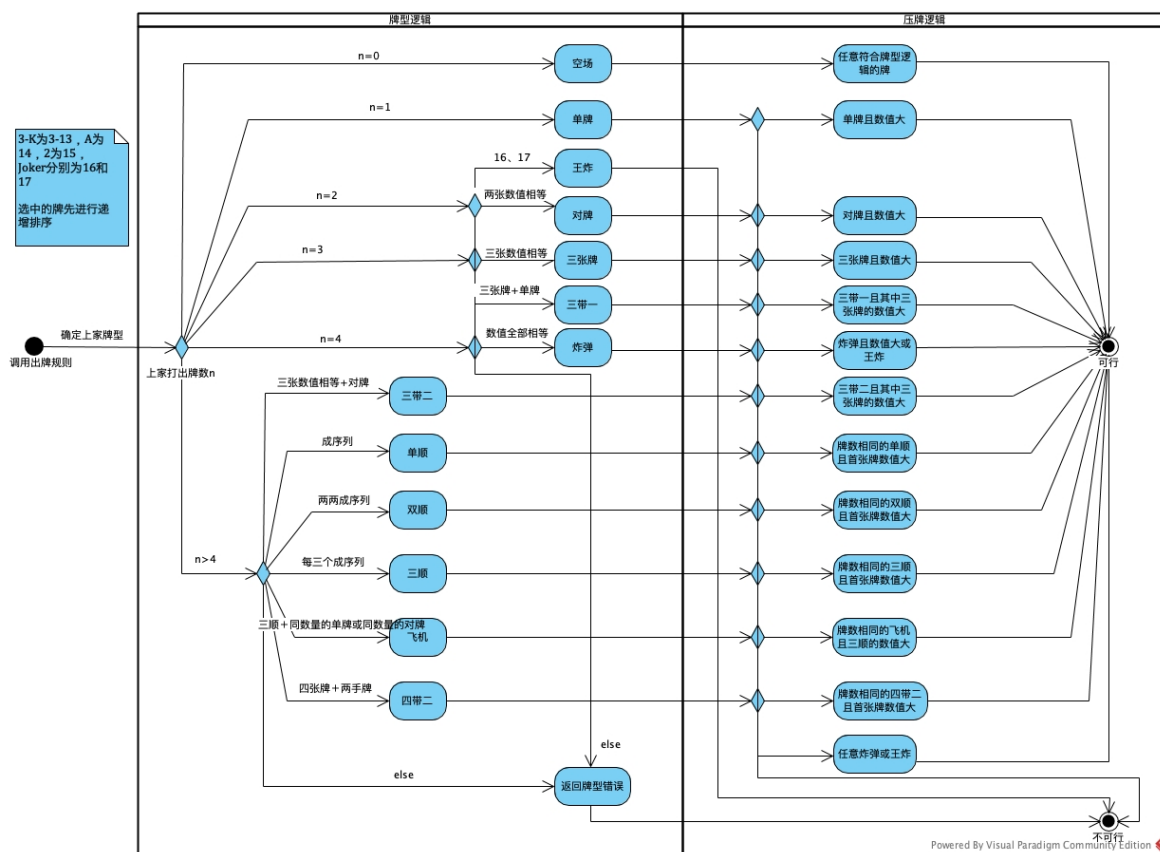 牌型逻辑
压牌逻辑
n=0
空场
任意符合牌型逻
辑的牌
n=1
单牌
单牌且数值大
3-K为3-13，A为
14，2为15，
Joker分别为16和
17
选中的牌先进行递
增排序
16、17
王炸
n=2
两张数值相等
对牌
对牌且数值大
n=3
三张数值相等
三张牌
三张牌且数值大
三张牌+单牌
三带一
三带一且其中三
张牌的数值大
确定上家牌型
调用出牌规则
上家打出牌数n
n=4
数值全部相等
炸弹
炸弹且数值大或
王炸
可行
三张数值相等+对牌
三带二
三带二且其中三
张牌的数值大
成序列
单顺
牌数相同的单顺
且首张牌数值大
两两成序列
双顺
牌数相同的双顺
且首张牌数值大
n>4
每三个成序列
三顺
牌数相同的三顺
且首张牌数值大
三顺+同数量的单牌或同数量的对牌
飞机
牌数相同的飞机
且三顺的数值大
四张牌+两手牌
四带二
牌数相同的四带二
且首张牌数值大
else
任意炸弹或王炸
else
返回牌型错误
不可行
Powered By Visual Paradigm Community Edition